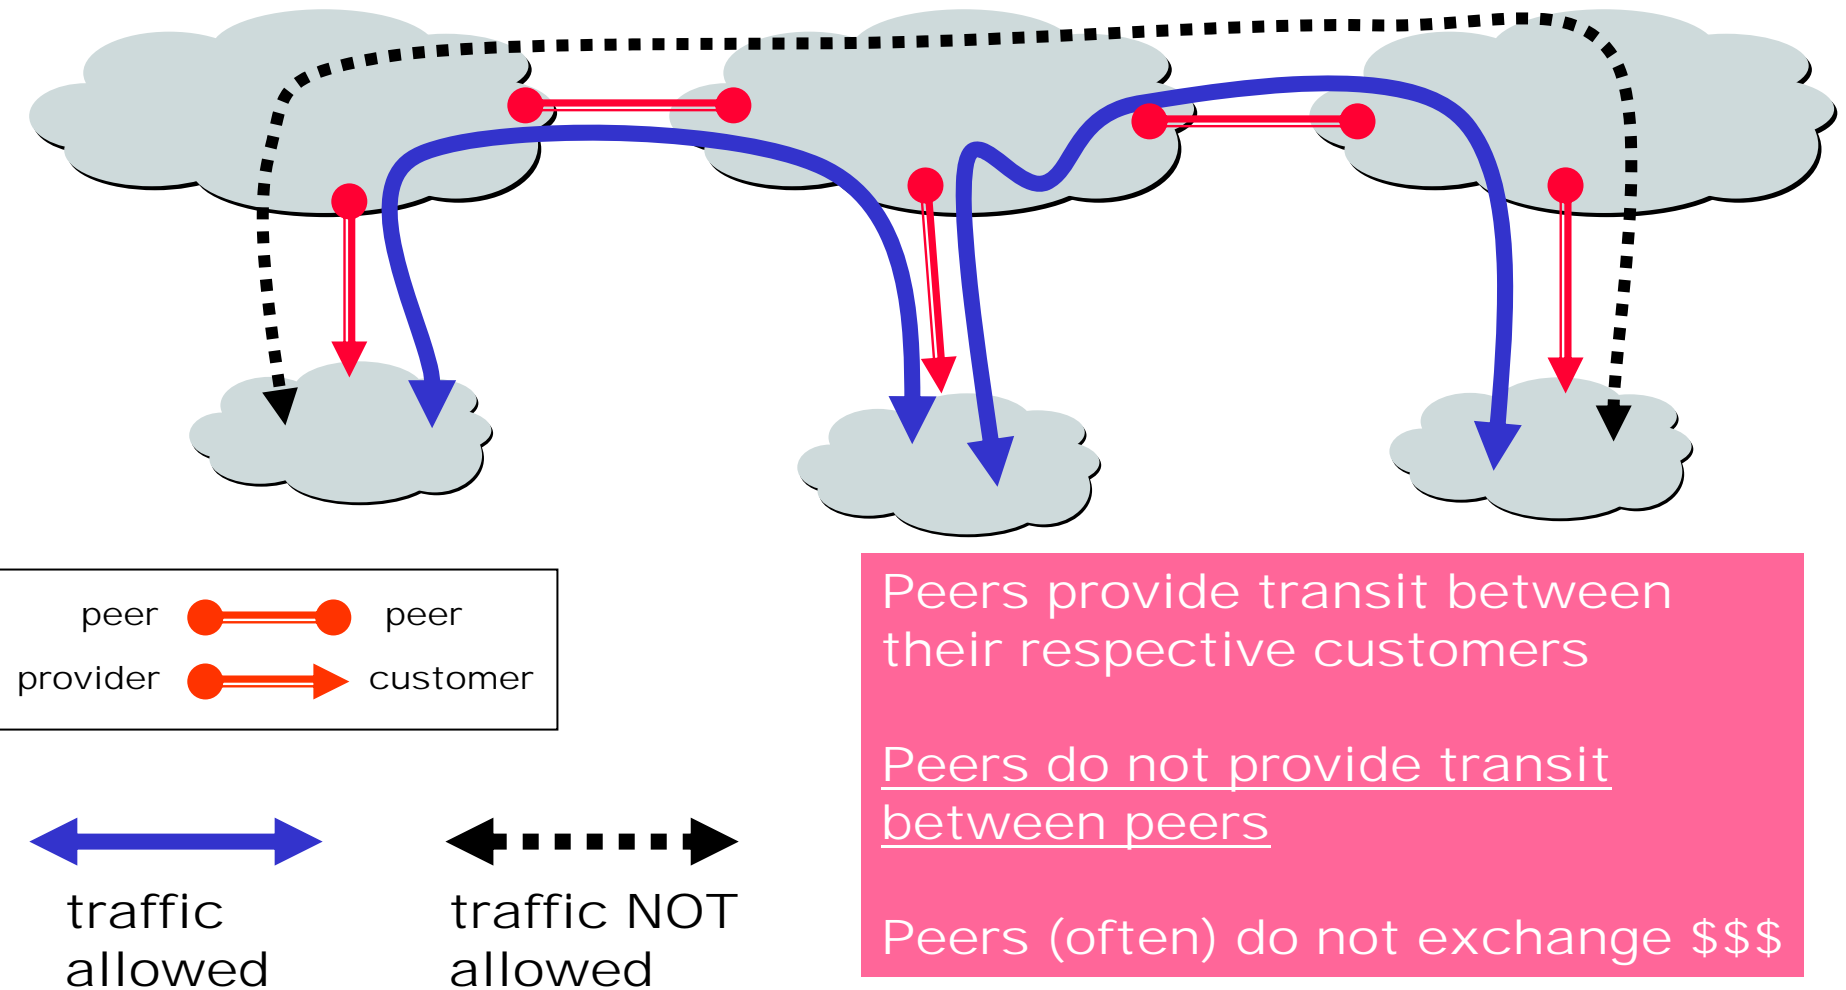 peer peer
provider customer
traffic
allowed
traffic NOT
allowed
Peers provide transit between
their respective customers
Peers do not provide transit
between peers
Peers (often) do not exchange $$$